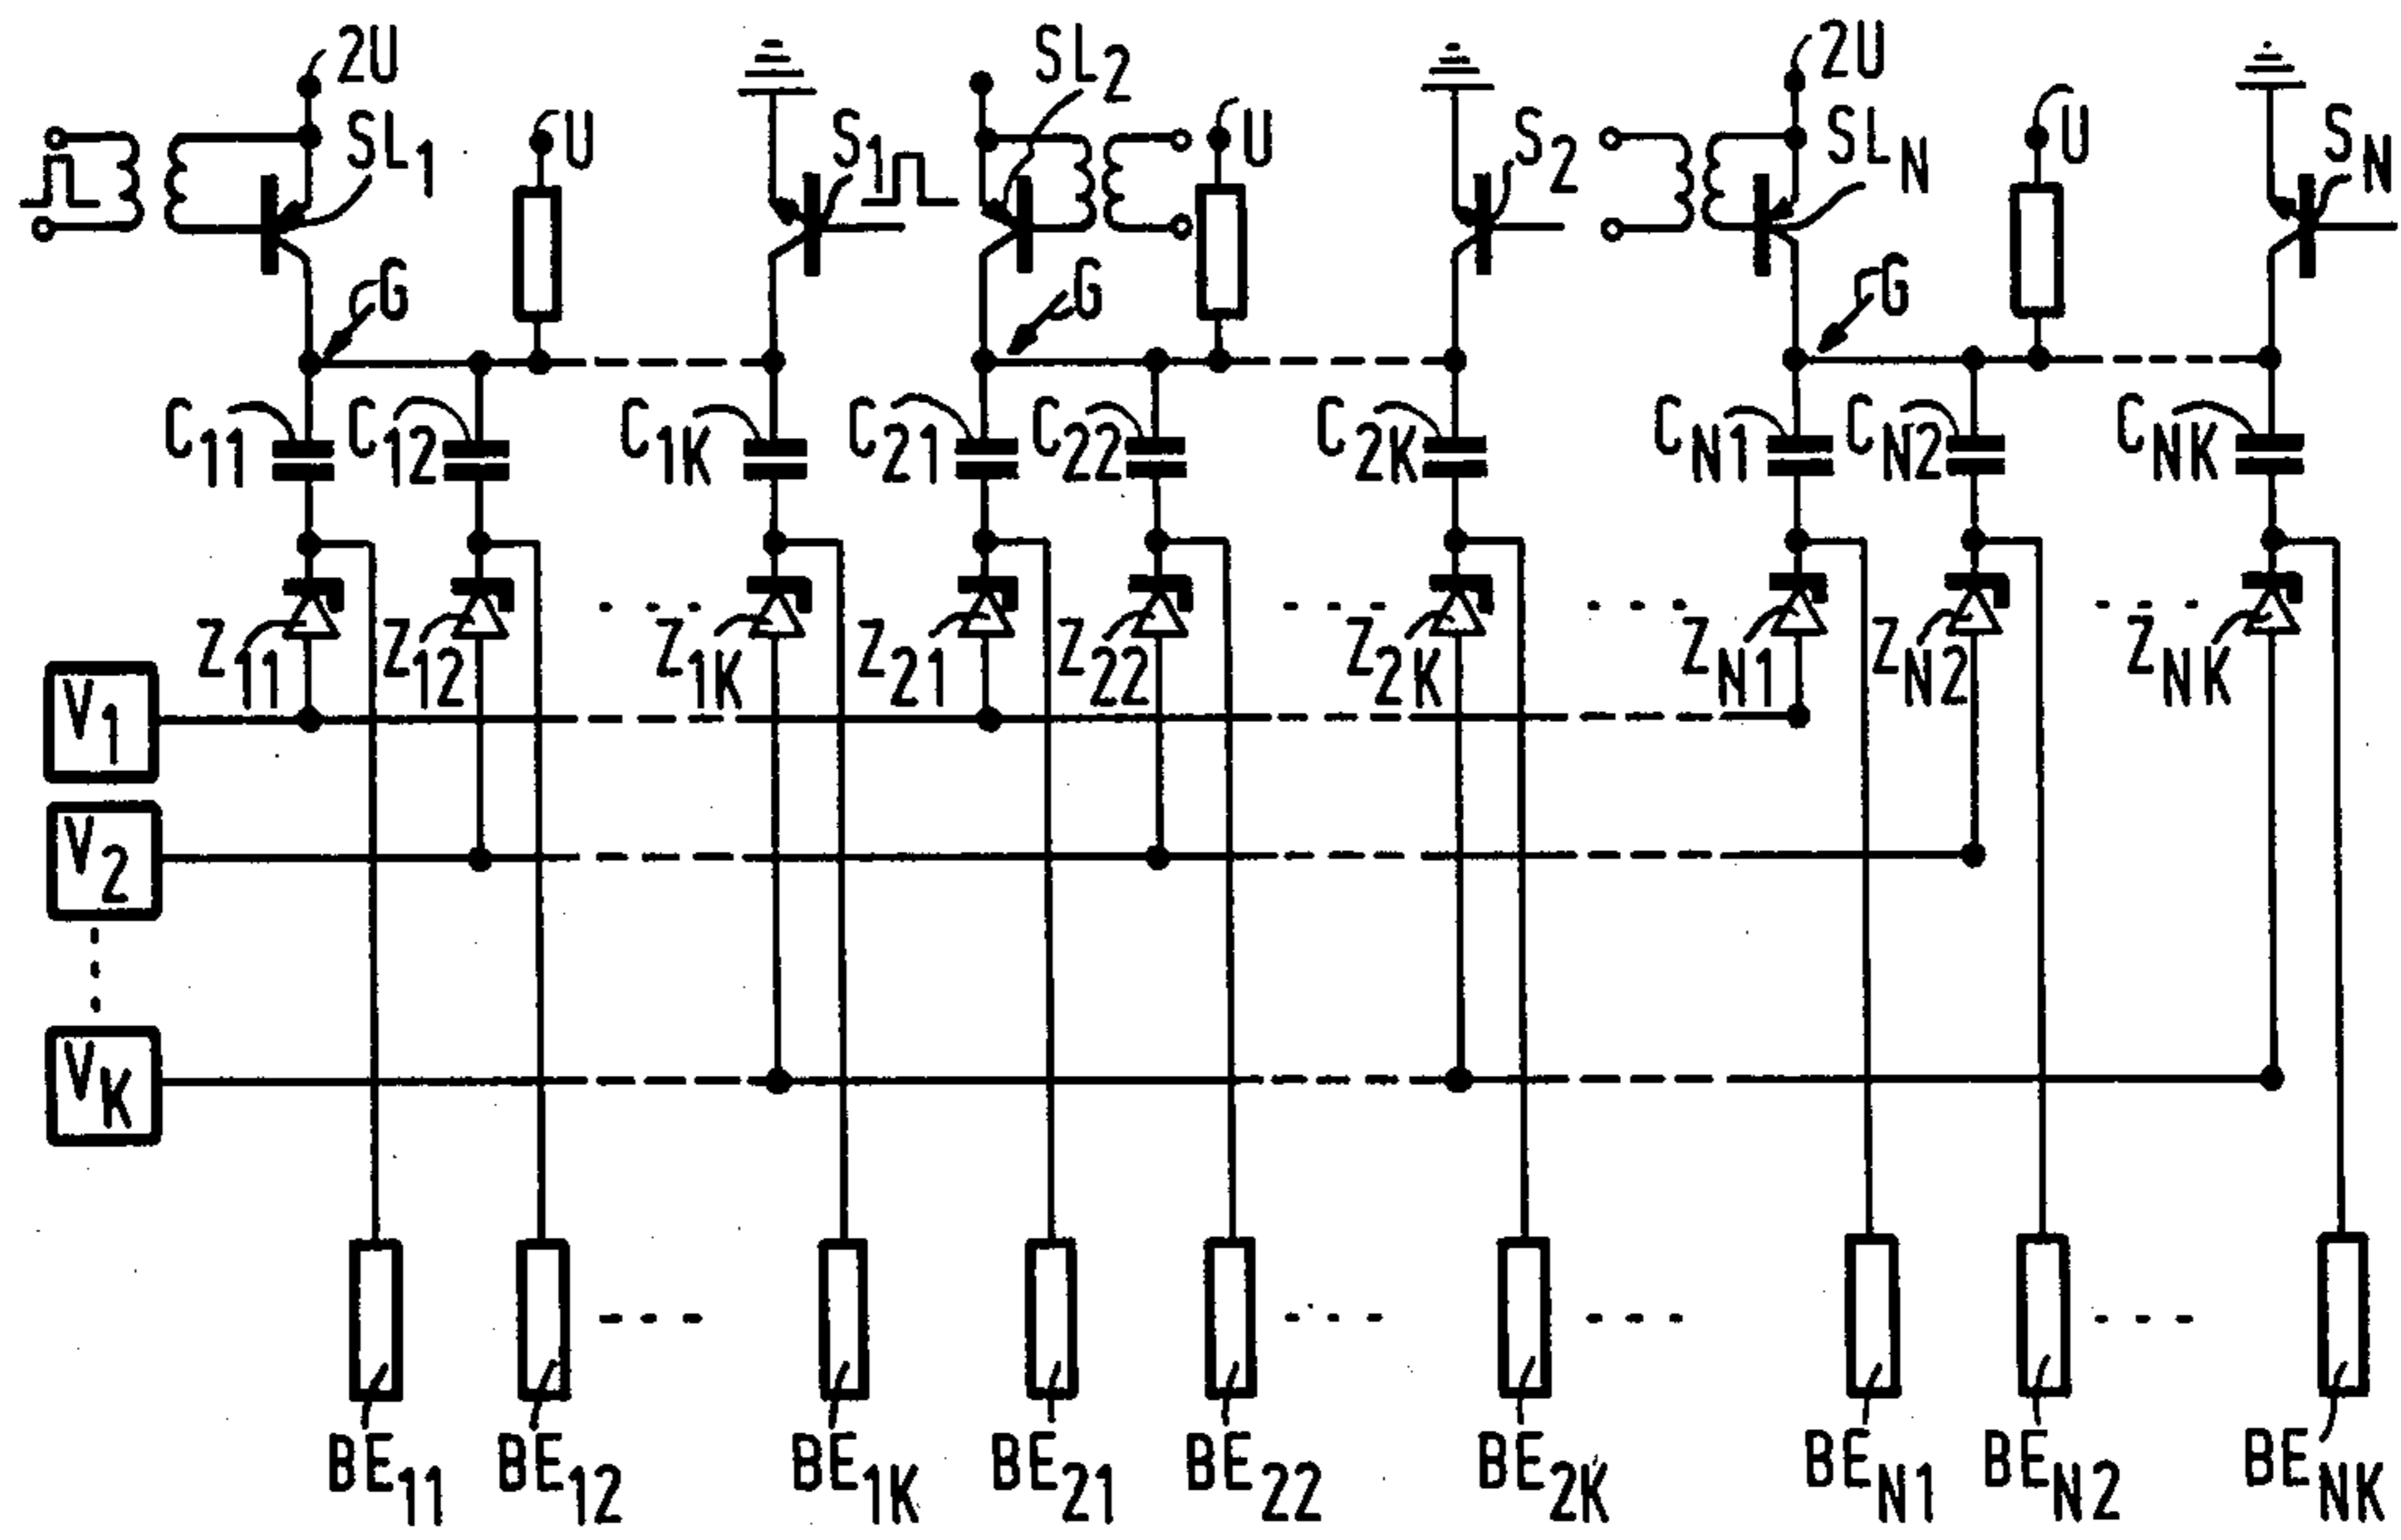 2U SL1 U S1 SL2 U S2 2U SLN U SN
G G G
C11 C12 C1K C21 C22 C2K CN1 CN2 CNK
Z11 Z12 Z1K Z21 Z22 Z2K ZN1 ZN2 ZNK
V1
V2
VK
BE11 BE12 BE1K BE21 BE22 BE2K BEN1 BEN2 BENK